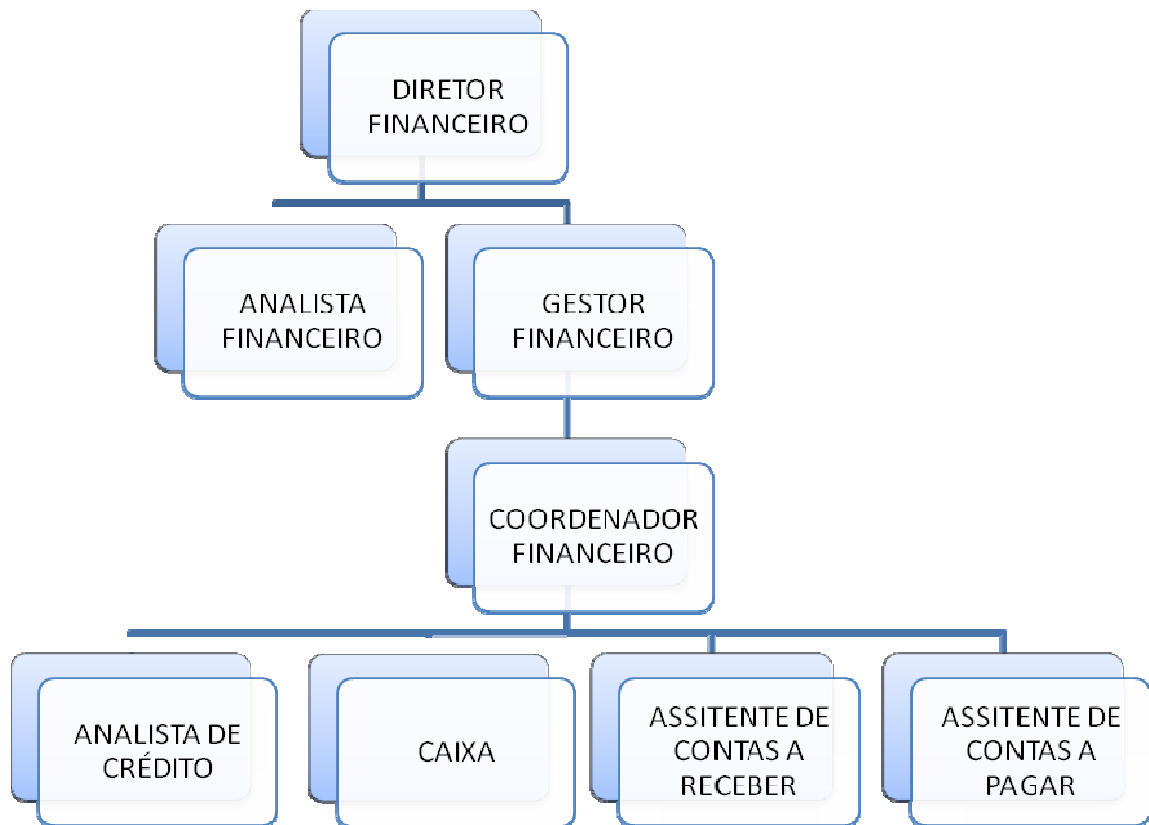 DIRETOR
FINANCEIRO
ANALISTA
FINANCEIRO
GESTOR
FINANCEIRO
COORDENADOR
FINANCEIRO
ANALISTA DE
CRÉDITO
CAIXA
ASSITENTE DE
CONTAS A
RECEBER
ASSITENTE DE
CONTAS A
PAGAR